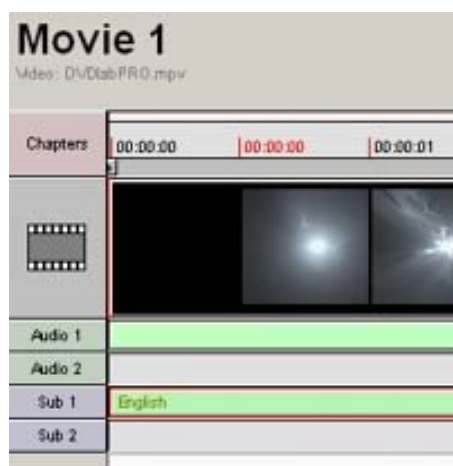 Movie 1
Video: DVDlabPRO.mpv
Chapters 00:00:00 00:00:00 00:00:01
Audio 1
Audio 2
Sub 1 English
Sub 2